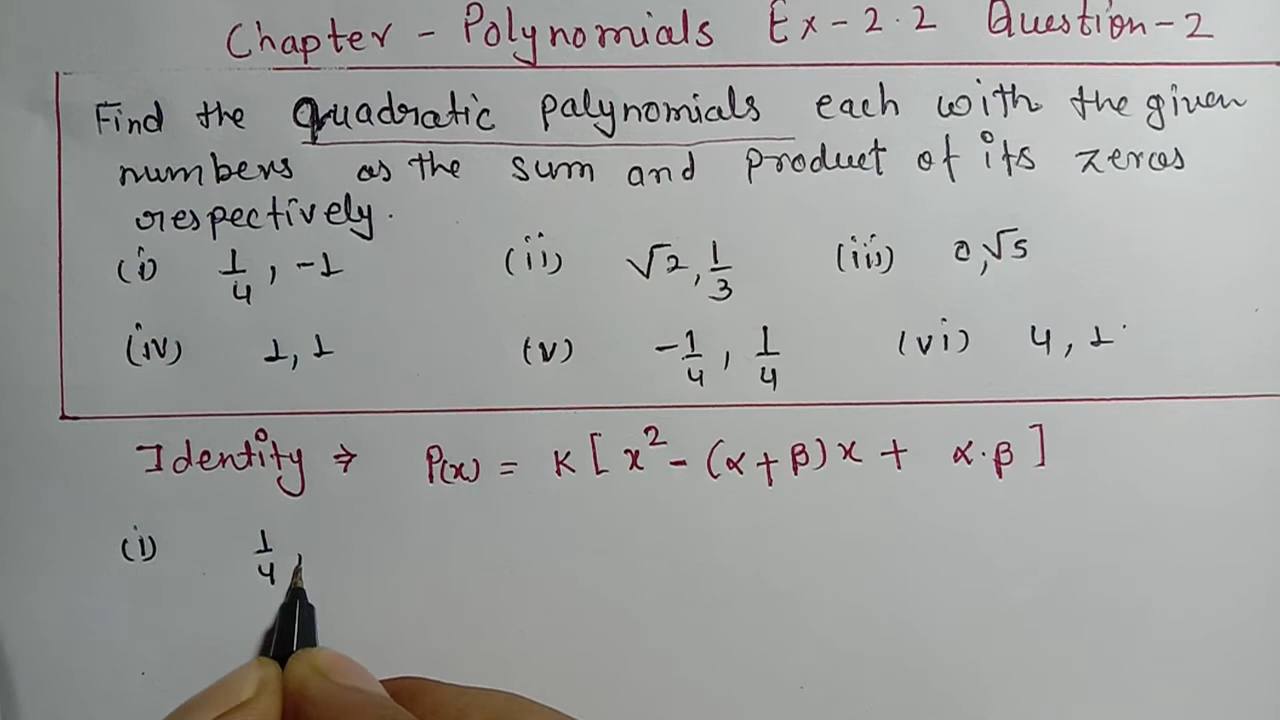 Chapter - Polynomials Ex-2.2 Question-2
Find the quadratic palynomials each with the given
numbers as the sum and product of its zeroes
respectively.
(i) 1/4, -1 (ii) √2, 1/3 (iii) 0, √5
(iv) 1, 1 (v) -1/4, 1/4 (vi) 4, 1.
Identity ⇒ P(x) = K[x² - (α+β)x + α.β]
(i) 1/4,